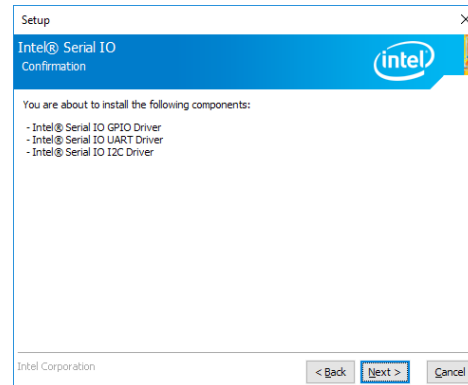 Setup
Intel® Serial IO
Confirmation
intel
You are about to install the following components:
- Intel® Serial IO GPIO Driver
- Intel® Serial IO UART Driver
- Intel® Serial IO I2C Driver
Intel Corporation
< Back
Next >
Cancel